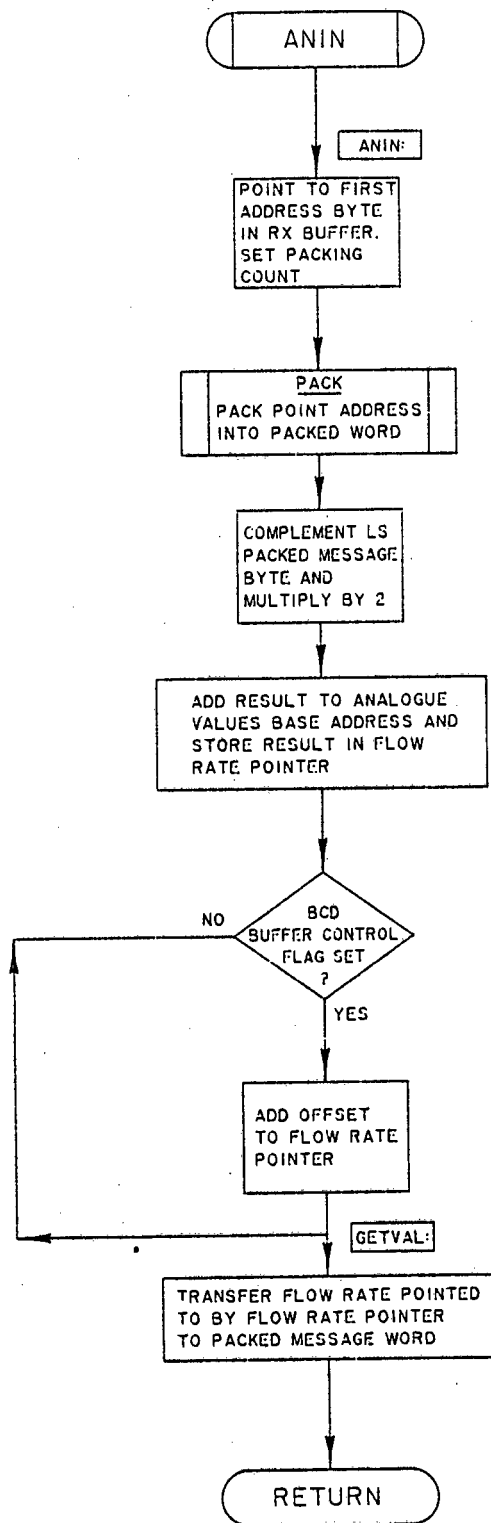 ANIN
ANIN:
POINT TO FIRST
ADDRESS BYTE
IN RX BUFFER.
SET PACKING
COUNT
PACK
PACK POINT ADDRESS
INTO PACKED WORD
COMPLEMENT LS
PACKED MESSAGE
BYTE AND
MULTIPLY BY 2
ADD RESULT TO ANALOGUE
VALUES BASE ADDRESS AND
STORE RESULT IN FLOW
RATE POINTER
NO
BCD
BUFFER CONTROL
FLAG SET
?
YES
ADD OFFSET
TO FLOW RATE
POINTER
GETVAL:
TRANSFER FLOW RATE POINTED
TO BY FLOW RATE POINTER
TO PACKED MESSAGE WORD
RETURN